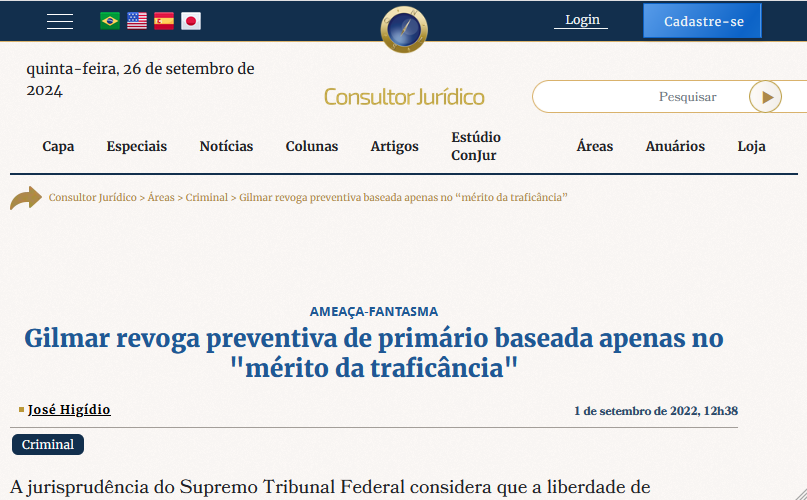 Login
Cadastre-se
quinta-feira, 26 de setembro de
2024
Consultor Jurídico
Pesquisar
Capa
Especiais
Notícias
Colunas
Artigos
Estúdio
ConJur
Áreas
Anuários
Loja
Consultor Jurídico > Áreas > Criminal > Gilmar revoga preventiva baseada apenas no “mérito da traficância”
AMEAÇA-FANTASMA
Gilmar revoga preventiva de primário baseada apenas no
"mérito da traficância"
José Higídio
1 de setembro de 2022, 12h38
Criminal
A jurisprudência do Supremo Tribunal Federal considera que a liberdade de